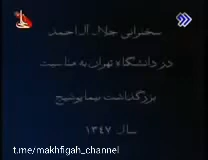 سخنرانی جلال آل احمد
در دانشگاه تهران به مناسبت
بزرگداشت نیما یوشیج
سال ۱۳۴۷
t.me/makhfigah_channel